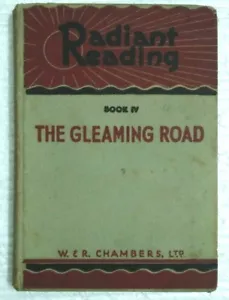 Radiant
Reading
BOOK IV
THE GLEAMING ROAD
W. & R. CHAMBERS, LTD.